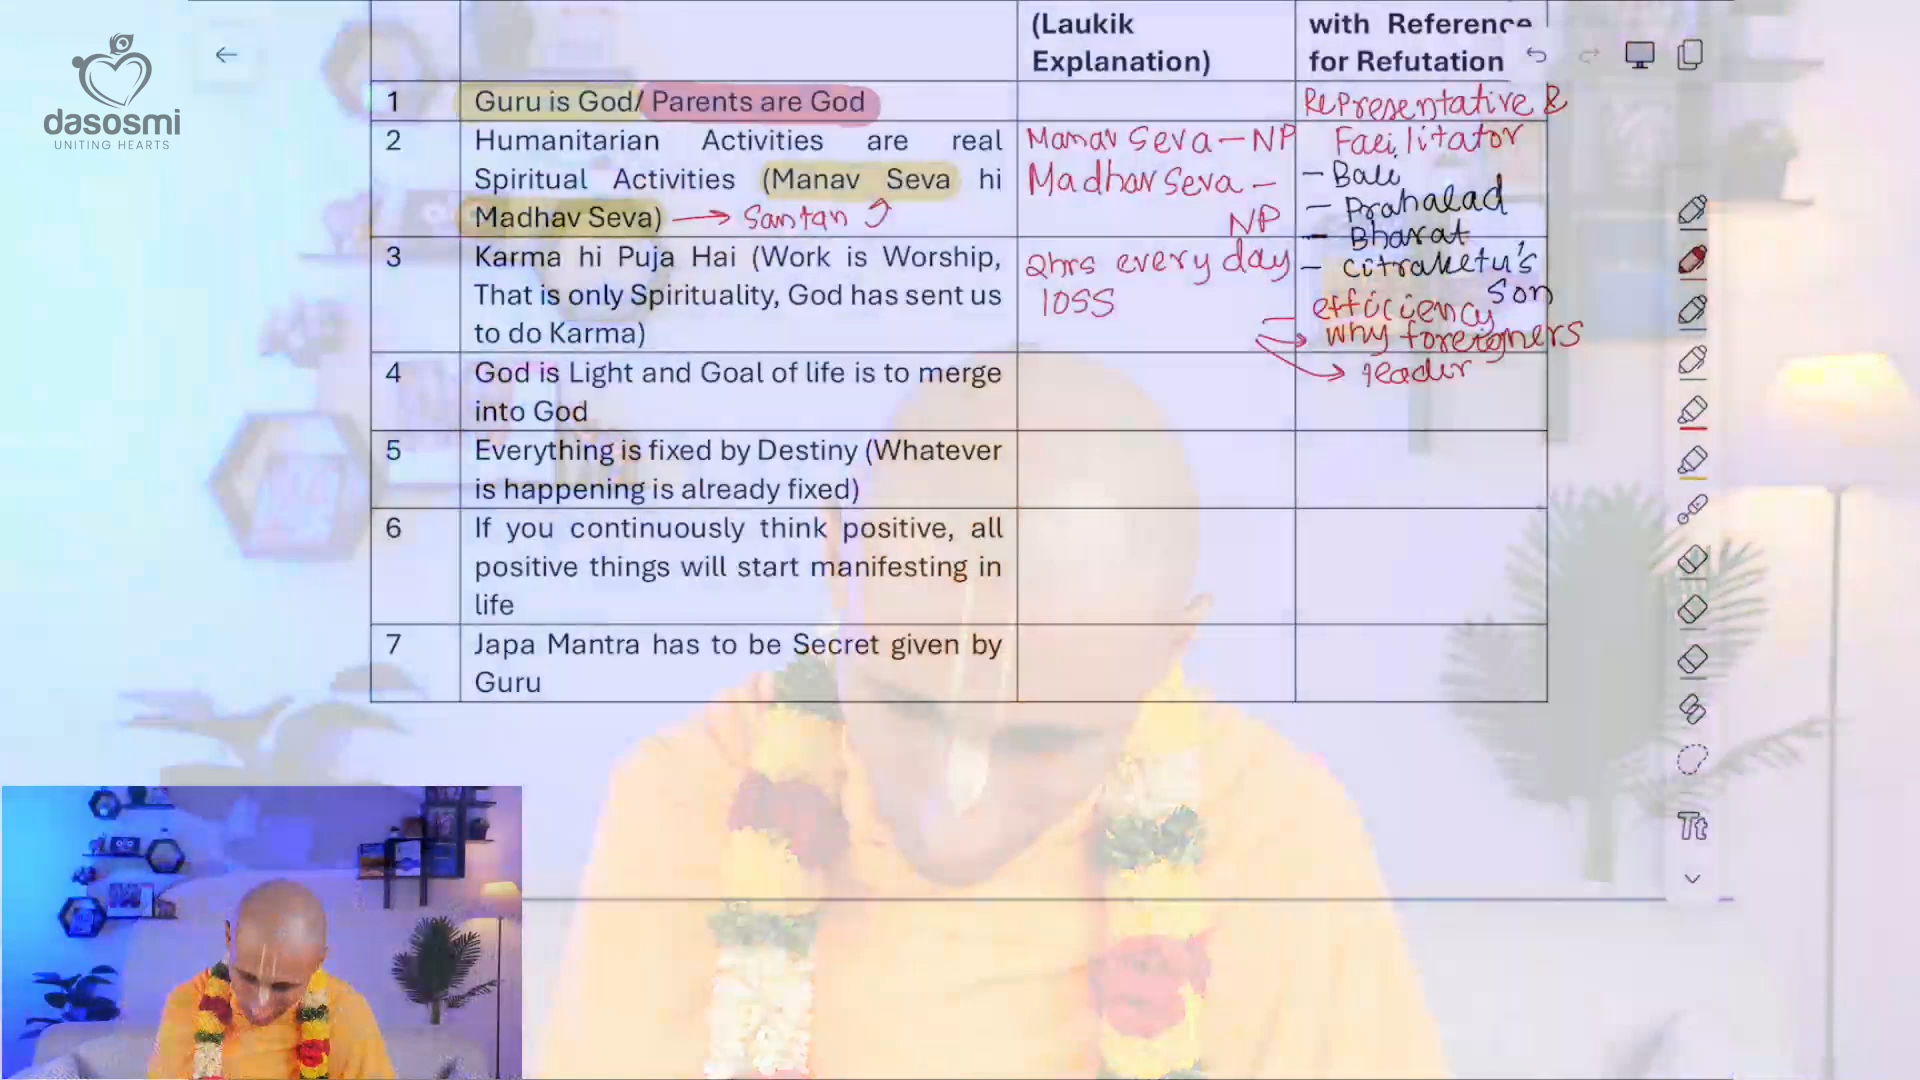 dasosmi
UNITING HEARTS
(Laukik
Explanation)
with Reference
for Refutation
1
Guru is God/ Parents are God
Representative &
Facilitator
- Bali
- Prahalad
- Bharat
- Citraketu's
Son
2
Humanitarian Activities are real
Spiritual Activities (Manav Seva hi
Madhav Seva) → Santan
Manav Seva - NP
Madhav Seva -
NP
3
Karma hi Puja Hai (Work is Worship,
That is only Spirituality, God has sent us
to do Karma)
2hrs every day
loss
efficiency
why foreigners
4
God is Light and Goal of life is to merge
into God
5
Everything is fixed by Destiny (Whatever
is happening is already fixed)
6
If you continuously think positive, all
positive things will start manifesting in
life
7
Japa Mantra has to be Secret given by
Guru
Tt